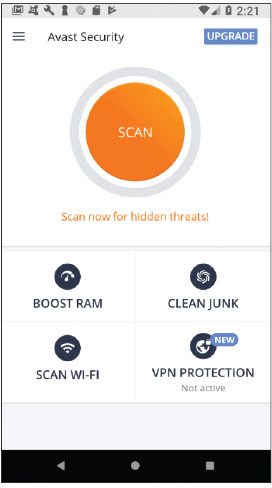 2:21
Avast Security
UPGRADE
SCAN
Scan now for hidden threats!
BOOST RAM
CLEAN JUNK
SCAN WI-FI
NEW
VPN PROTECTION
Not active